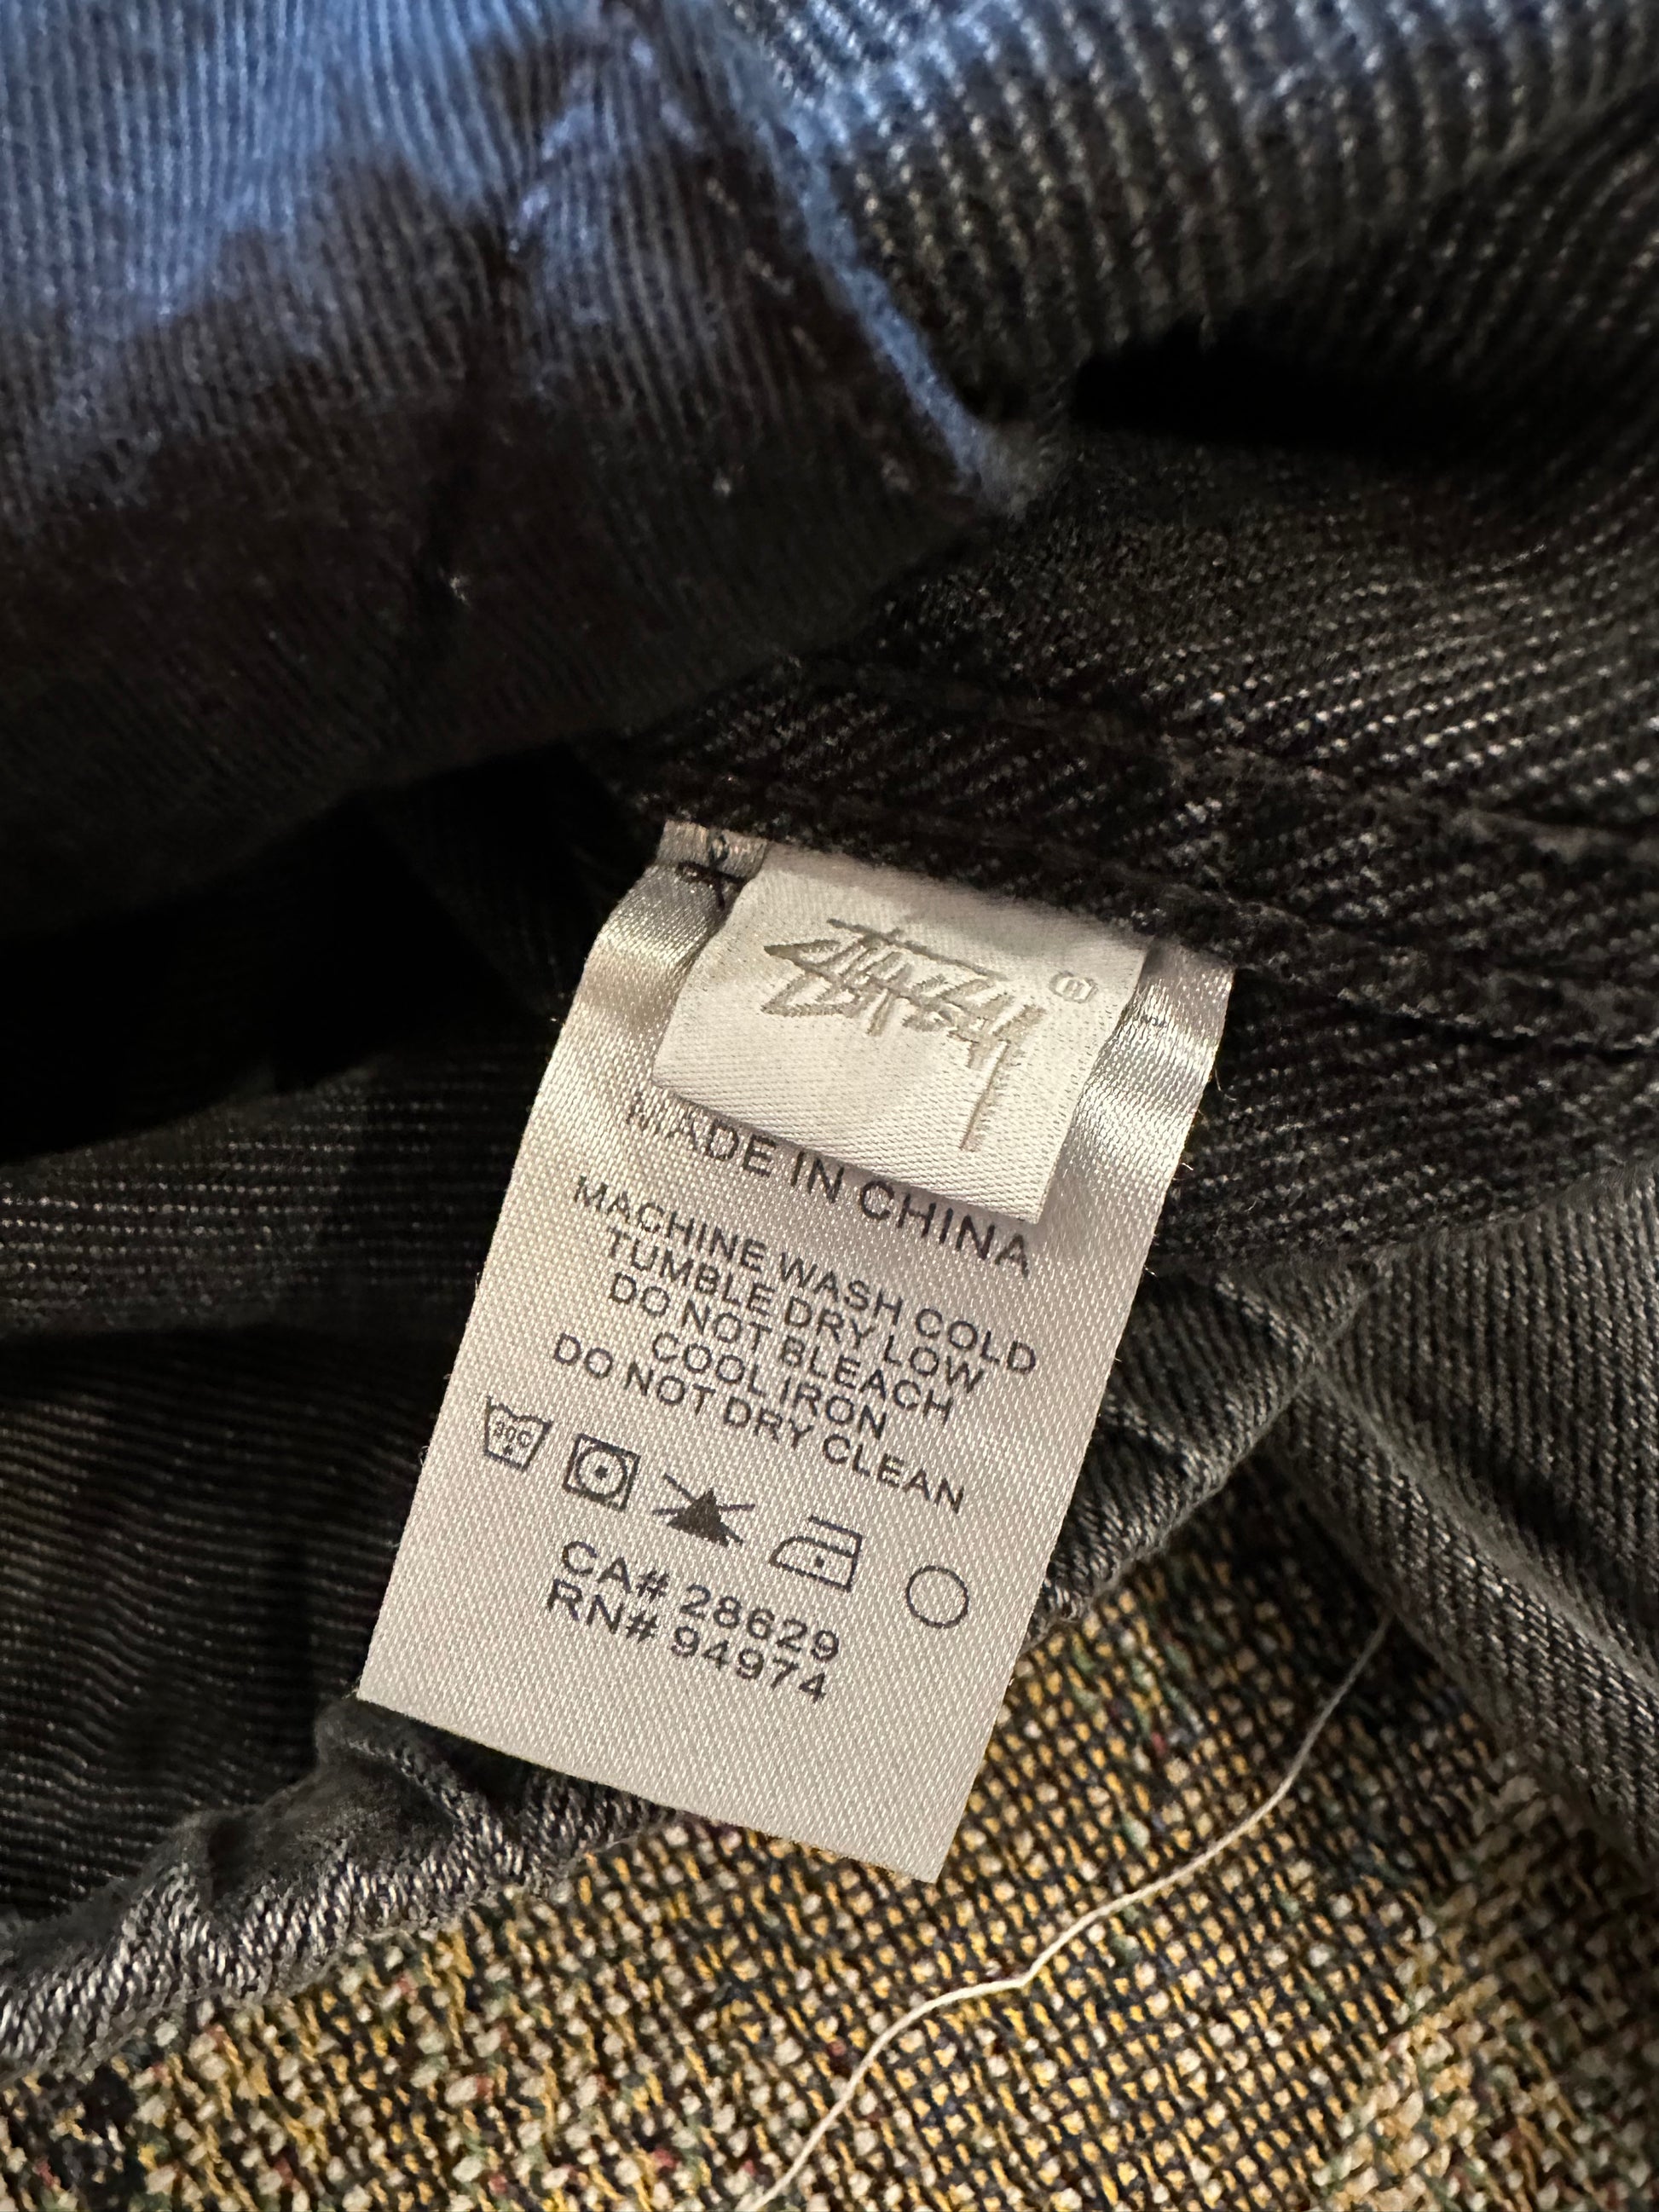 Stüssy
®
MADE IN CHINA
MACHINE WASH COLD
TUMBLE DRY LOW
DO NOT BLEACH
COOL IRON
DO NOT DRY CLEAN
30C
CA# 28629
RN# 94974